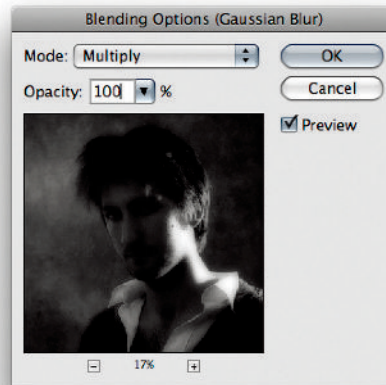 Blending Options (Gaussian Blur)
Mode: Multiply
OK
Opacity: 100 %
Cancel
Preview
17%